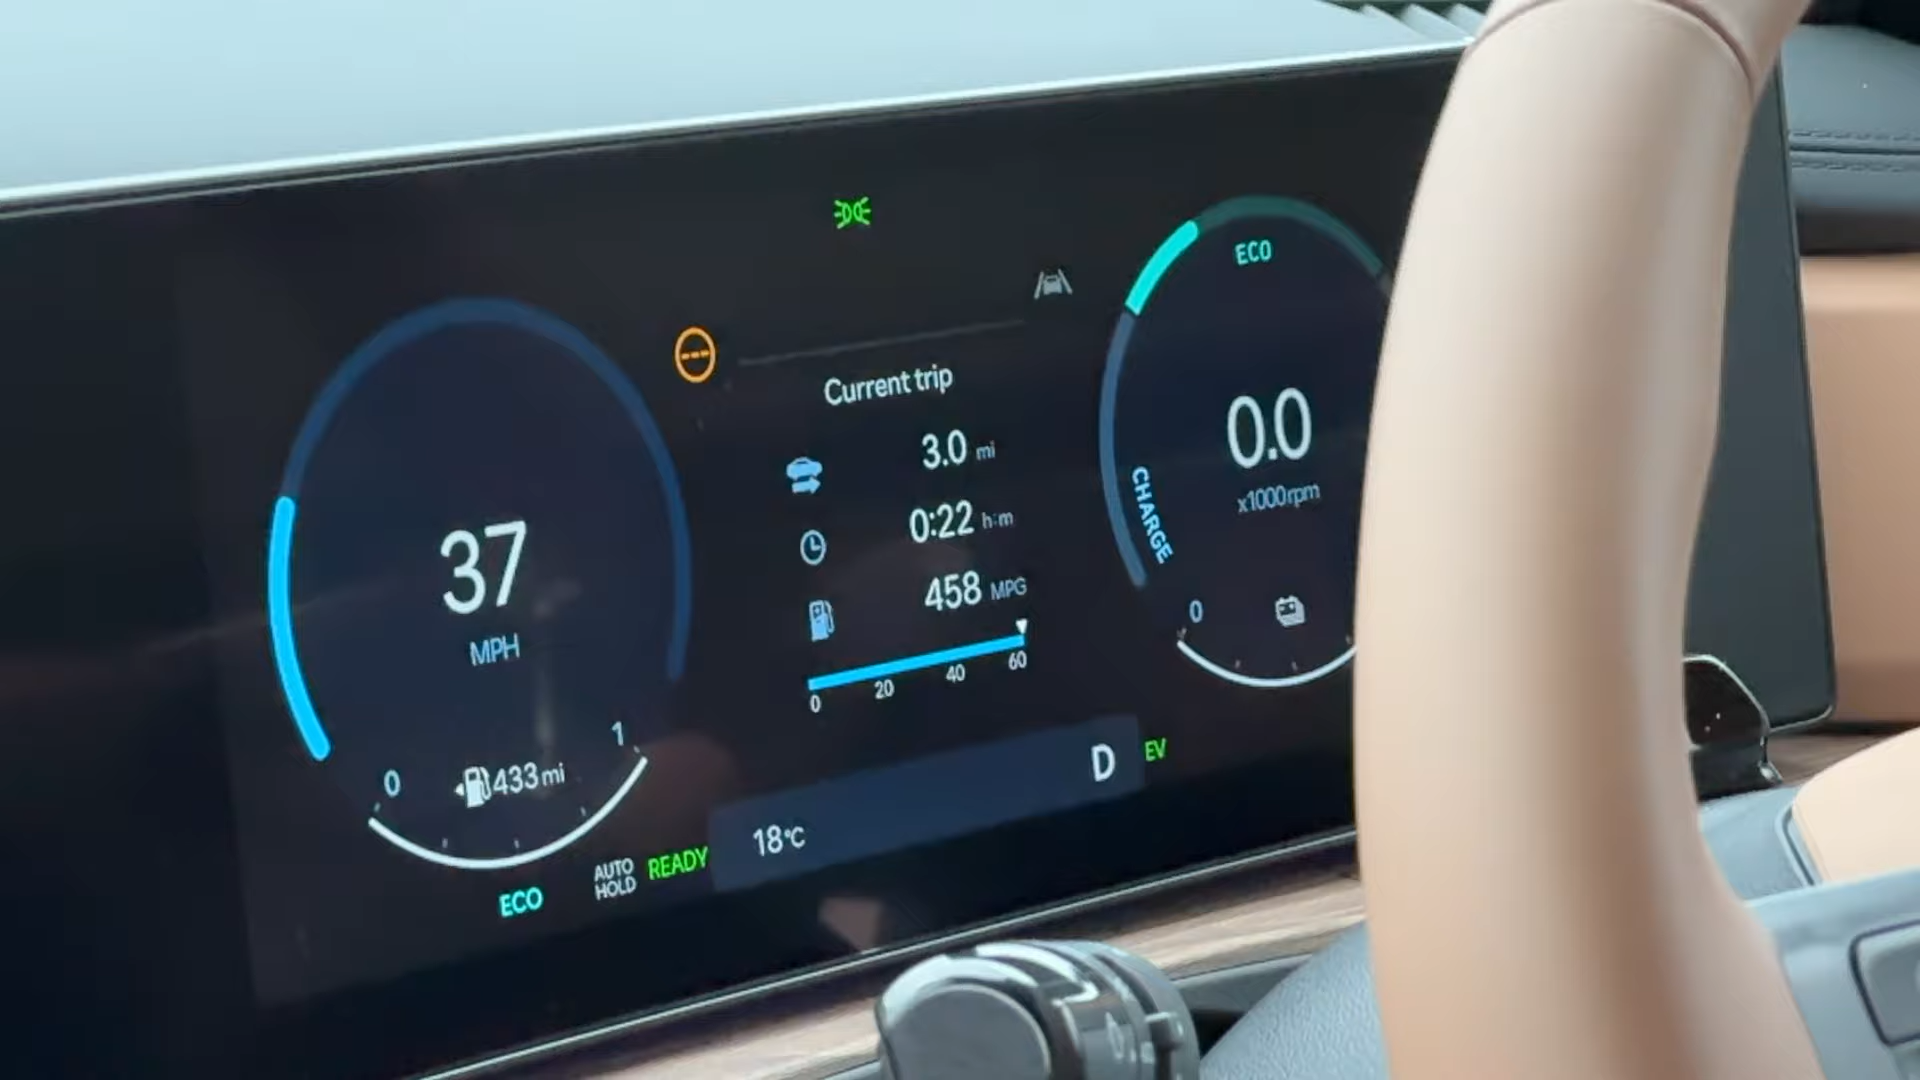 ECO
Current trip
3.0 mi
0:22 h:m
458 MPG
0 20 40 60
37
MPH
0 1
433 mi
ECO
AUTO HOLD
READY
18°C
D
EV
0.0
x1000rpm
CHARGE
0